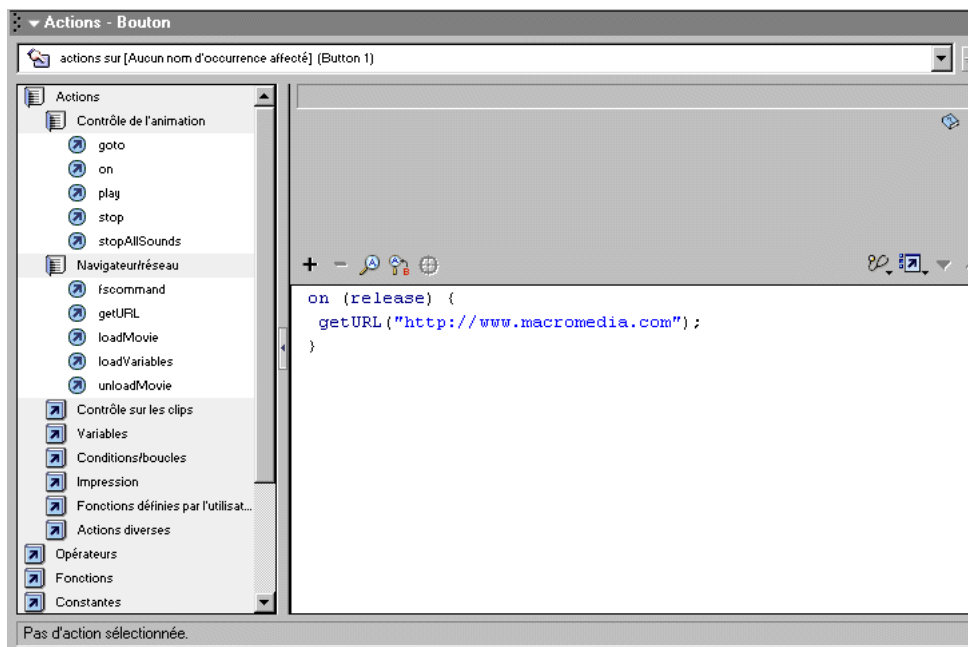 Actions - Bouton
actions sur [Aucun nom d'occurrence affecté] (Button 1)
Actions
Contrôle de l'animation
goto
on
play
stop
stopAllSounds
Navigateur/réseau
fscommand
getURL
loadMovie
loadVariables
unloadMovie
Contrôle sur les clips
Variables
Conditions/boucles
Impression
Fonctions définies par l'utilisat...
Actions diverses
Opérateurs
Fonctions
Constantes
on (release) {
getURL("http://www.macromedia.com");
}
Pas d'action sélectionnée.